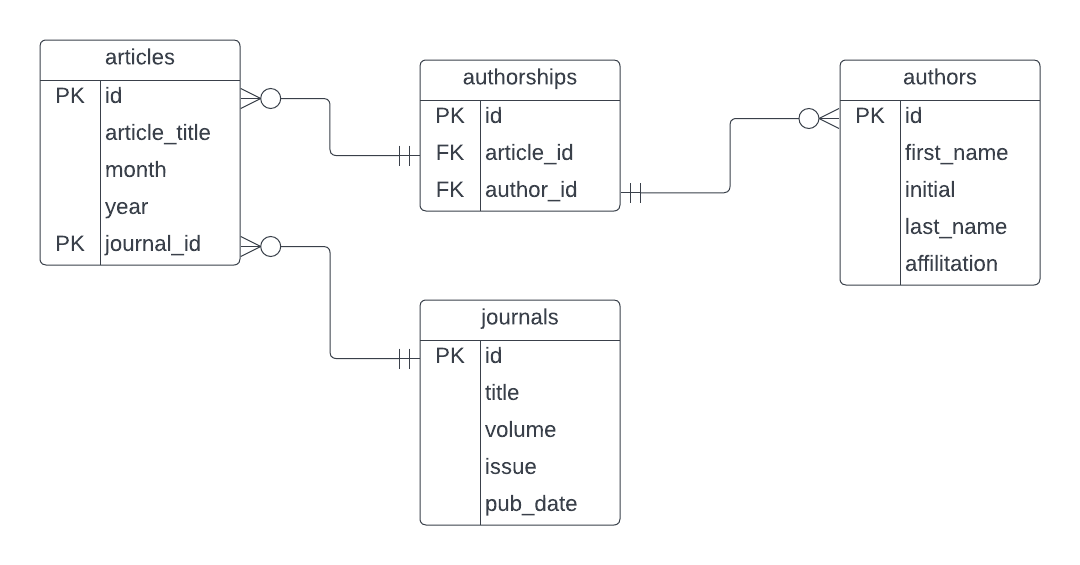 articles
PK id
article_title
month
year
PK journal_id
authorships
PK id
FK article_id
FK author_id
authors
PK id
first_name
initial
last_name
affilitation
journals
PK id
title
volume
issue
pub_date